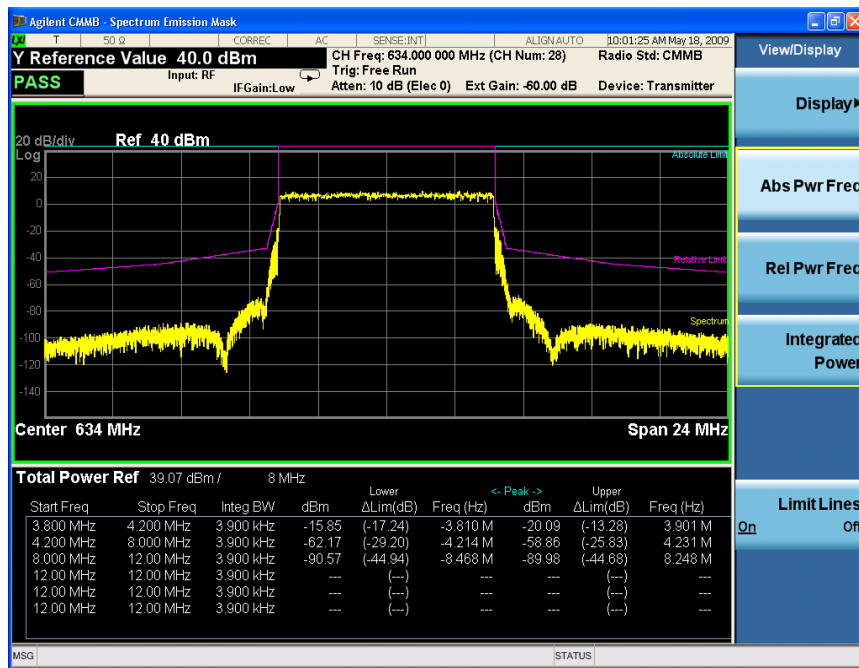 Agilent CMMB - Spectrum Emission Mask
LXI T 50 Ω CORREC AC SENSE:INT ALIGN AUTO 10:01:25 AM May 18, 2009
Y Reference Value 40.0 dBm
CH Freq: 634.000 000 MHz (CH Num: 28) Radio Std: CMMB
Trig: Free Run
PASS Input: RF
IFGain:Low Atten: 10 dB (Elec 0) Ext Gain: -60.00 dB Device: Transmitter
View/Display
Display
Abs Pwr Freq
Rel Pwr Freq
Integrated
Power
Limit Lines
On Off
20 dB/div Ref 40 dBm
Log
Absolute Limit
20
0
-20
-40
Relative Limit
-60
-80
Spectrum
-100
-120
-140
Center 634 MHz Span 24 MHz
Total Power Ref 39.07 dBm / 8 MHz
Lower <- Peak -> Upper
Start Freq Stop Freq Integ BW dBm ΔLim(dB) Freq (Hz) dBm ΔLim(dB) Freq (Hz)
3.800 MHz 4.200 MHz 3.900 kHz -15.85 (-17.24) -3.810 M -20.09 (-13.28) 3.901 M
4.200 MHz 8.000 MHz 3.900 kHz -62.17 (-29.20) -4.214 M -58.86 (-25.83) 4.231 M
8.000 MHz 12.00 MHz 3.900 kHz -90.57 (-44.94) -8.468 M -89.98 (-44.68) 8.248 M
12.00 MHz 12.00 MHz 3.900 kHz --- (---) --- --- (---) ---
12.00 MHz 12.00 MHz 3.900 kHz --- (---) --- --- (---) ---
12.00 MHz 12.00 MHz 3.900 kHz --- (---) --- --- (---) ---
MSG STATUS